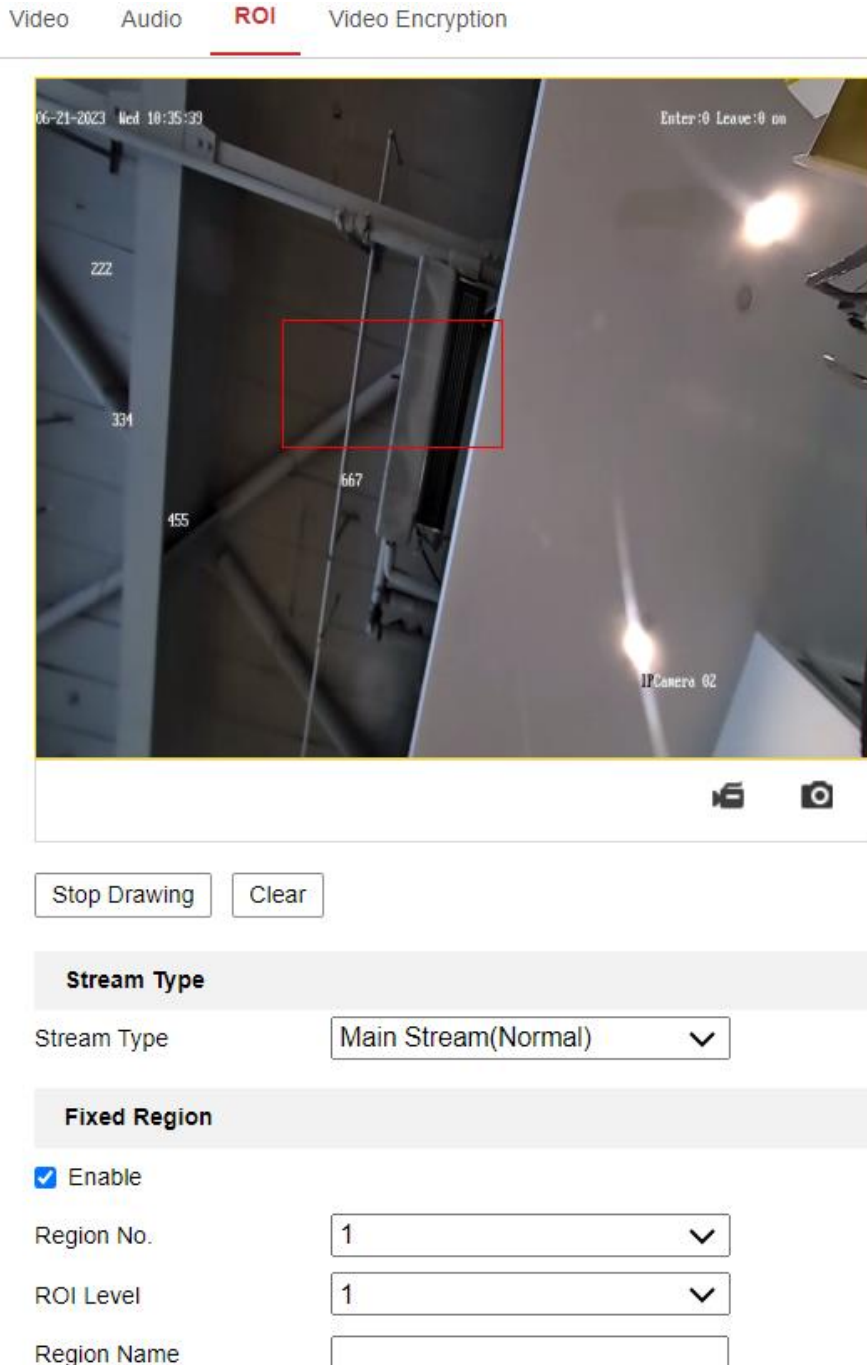 Video Audio ROI Video Encryption
06-21-2023 Wed 10:35:39 Enter:0 Leave:0 on
222
334
667
455
IPCamera 02
Stop Drawing Clear
Stream Type
Stream Type Main Stream(Normal)
Fixed Region
Enable
Region No. 1
ROI Level 1
Region Name